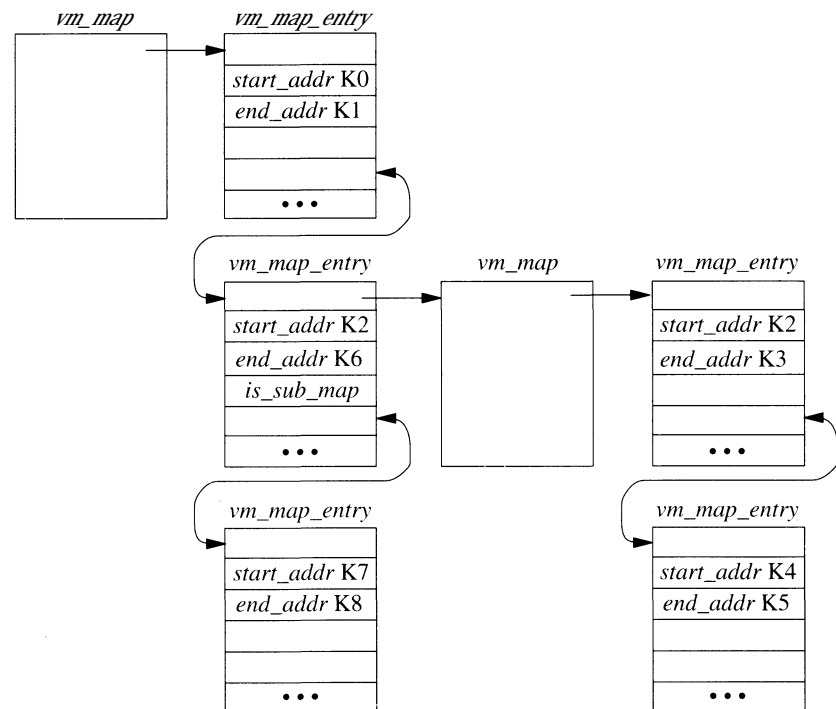 vm_map vm_map_entry
start_addr K0
end_addr K1
•••
vm_map_entry vm_map vm_map_entry
start_addr K2 start_addr K2
end_addr K6 end_addr K3
is_sub_map
••• •••
vm_map_entry vm_map_entry
start_addr K7 start_addr K4
end_addr K8 end_addr K5
••• •••